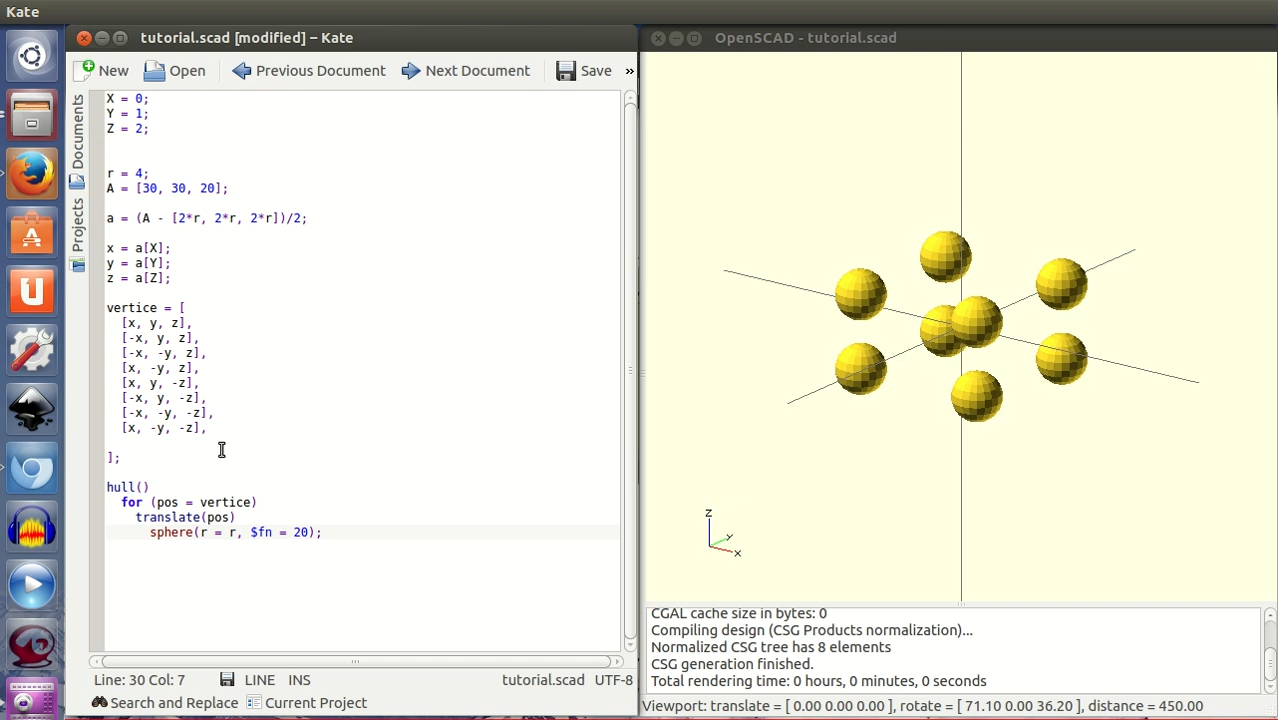 Kate
tutorial.scad [modified] – Kate
New Open Previous Document Next Document Save »
Documents
Projects
X = 0;
Y = 1;
Z = 2;
r = 4;
A = [30, 30, 20];
a = (A - [2*r, 2*r, 2*r])/2;
x = a[X];
y = a[Y];
z = a[Z];
vertice = [
  [x, y, z],
  [-x, y, z],
  [-x, -y, z],
  [x, -y, z],
  [x, y, -z],
  [-x, y, -z],
  [-x, -y, -z],
  [x, -y, -z],
];
hull()
  for (pos = vertice)
    translate(pos)
      sphere(r = r, $fn = 20);
Line: 30 Col: 7 LINE INS tutorial.scad UTF-8
Search and Replace Current Project
OpenSCAD - tutorial.scad
z
y
x
CGAL cache size in bytes: 0
Compiling design (CSG Products normalization)...
Normalized CSG tree has 8 elements
CSG generation finished.
Total rendering time: 0 hours, 0 minutes, 0 seconds
Viewport: translate = [ 0.00 0.00 0.00 ], rotate = [ 71.10 0.00 36.20 ], distance = 450.00